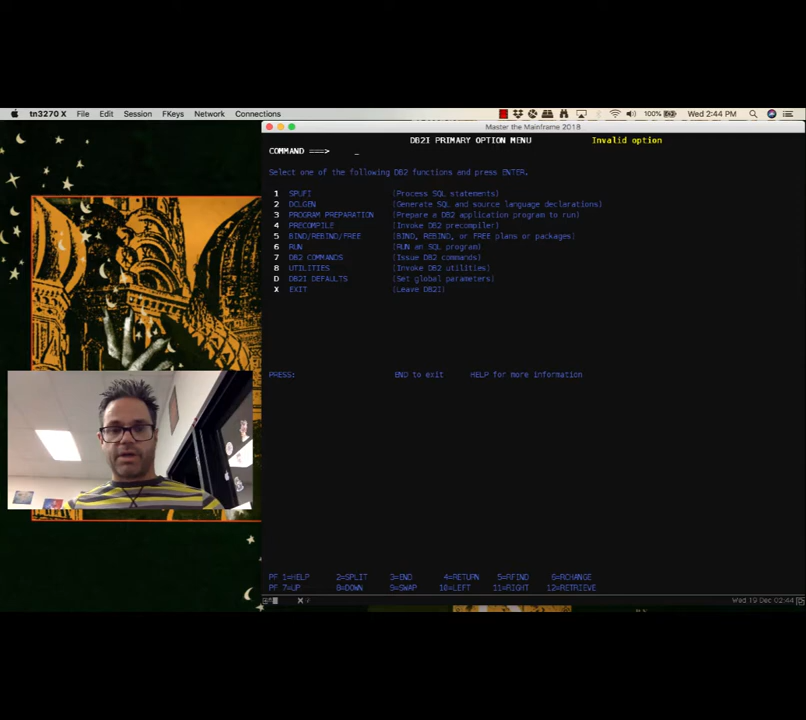 tn3270 X File Edit Session FKeys Network Connections 100% Wed 2:44 PM
Master the Mainframe 2018
DB2I PRIMARY OPTION MENU Invalid option
COMMAND ===> _
Select one of the following DB2 functions and press ENTER.
1 SPUFI (Process SQL statements)
2 DCLGEN (Generate SQL and source language declarations)
3 PROGRAM PREPARATION (Prepare a DB2 application program to run)
4 PRECOMPILE (Invoke DB2 precompiler)
5 BIND/REBIND/FREE (BIND, REBIND, or FREE plans or packages)
6 RUN (RUN an SQL program)
7 DB2 COMMANDS (Issue DB2 commands)
8 UTILITIES (Invoke DB2 utilities)
D DB2I DEFAULTS (Set global parameters)
X EXIT (Leave DB2I)
PRESS: END to exit HELP for more information
PF 1=HELP 2=SPLIT 3=END 4=RETURN 5=RFIND 6=RCHANGE
PF 7=UP 8=DOWN 9=SWAP 10=LEFT 11=RIGHT 12=RETRIEVE
Wed 19 Dec 02:44